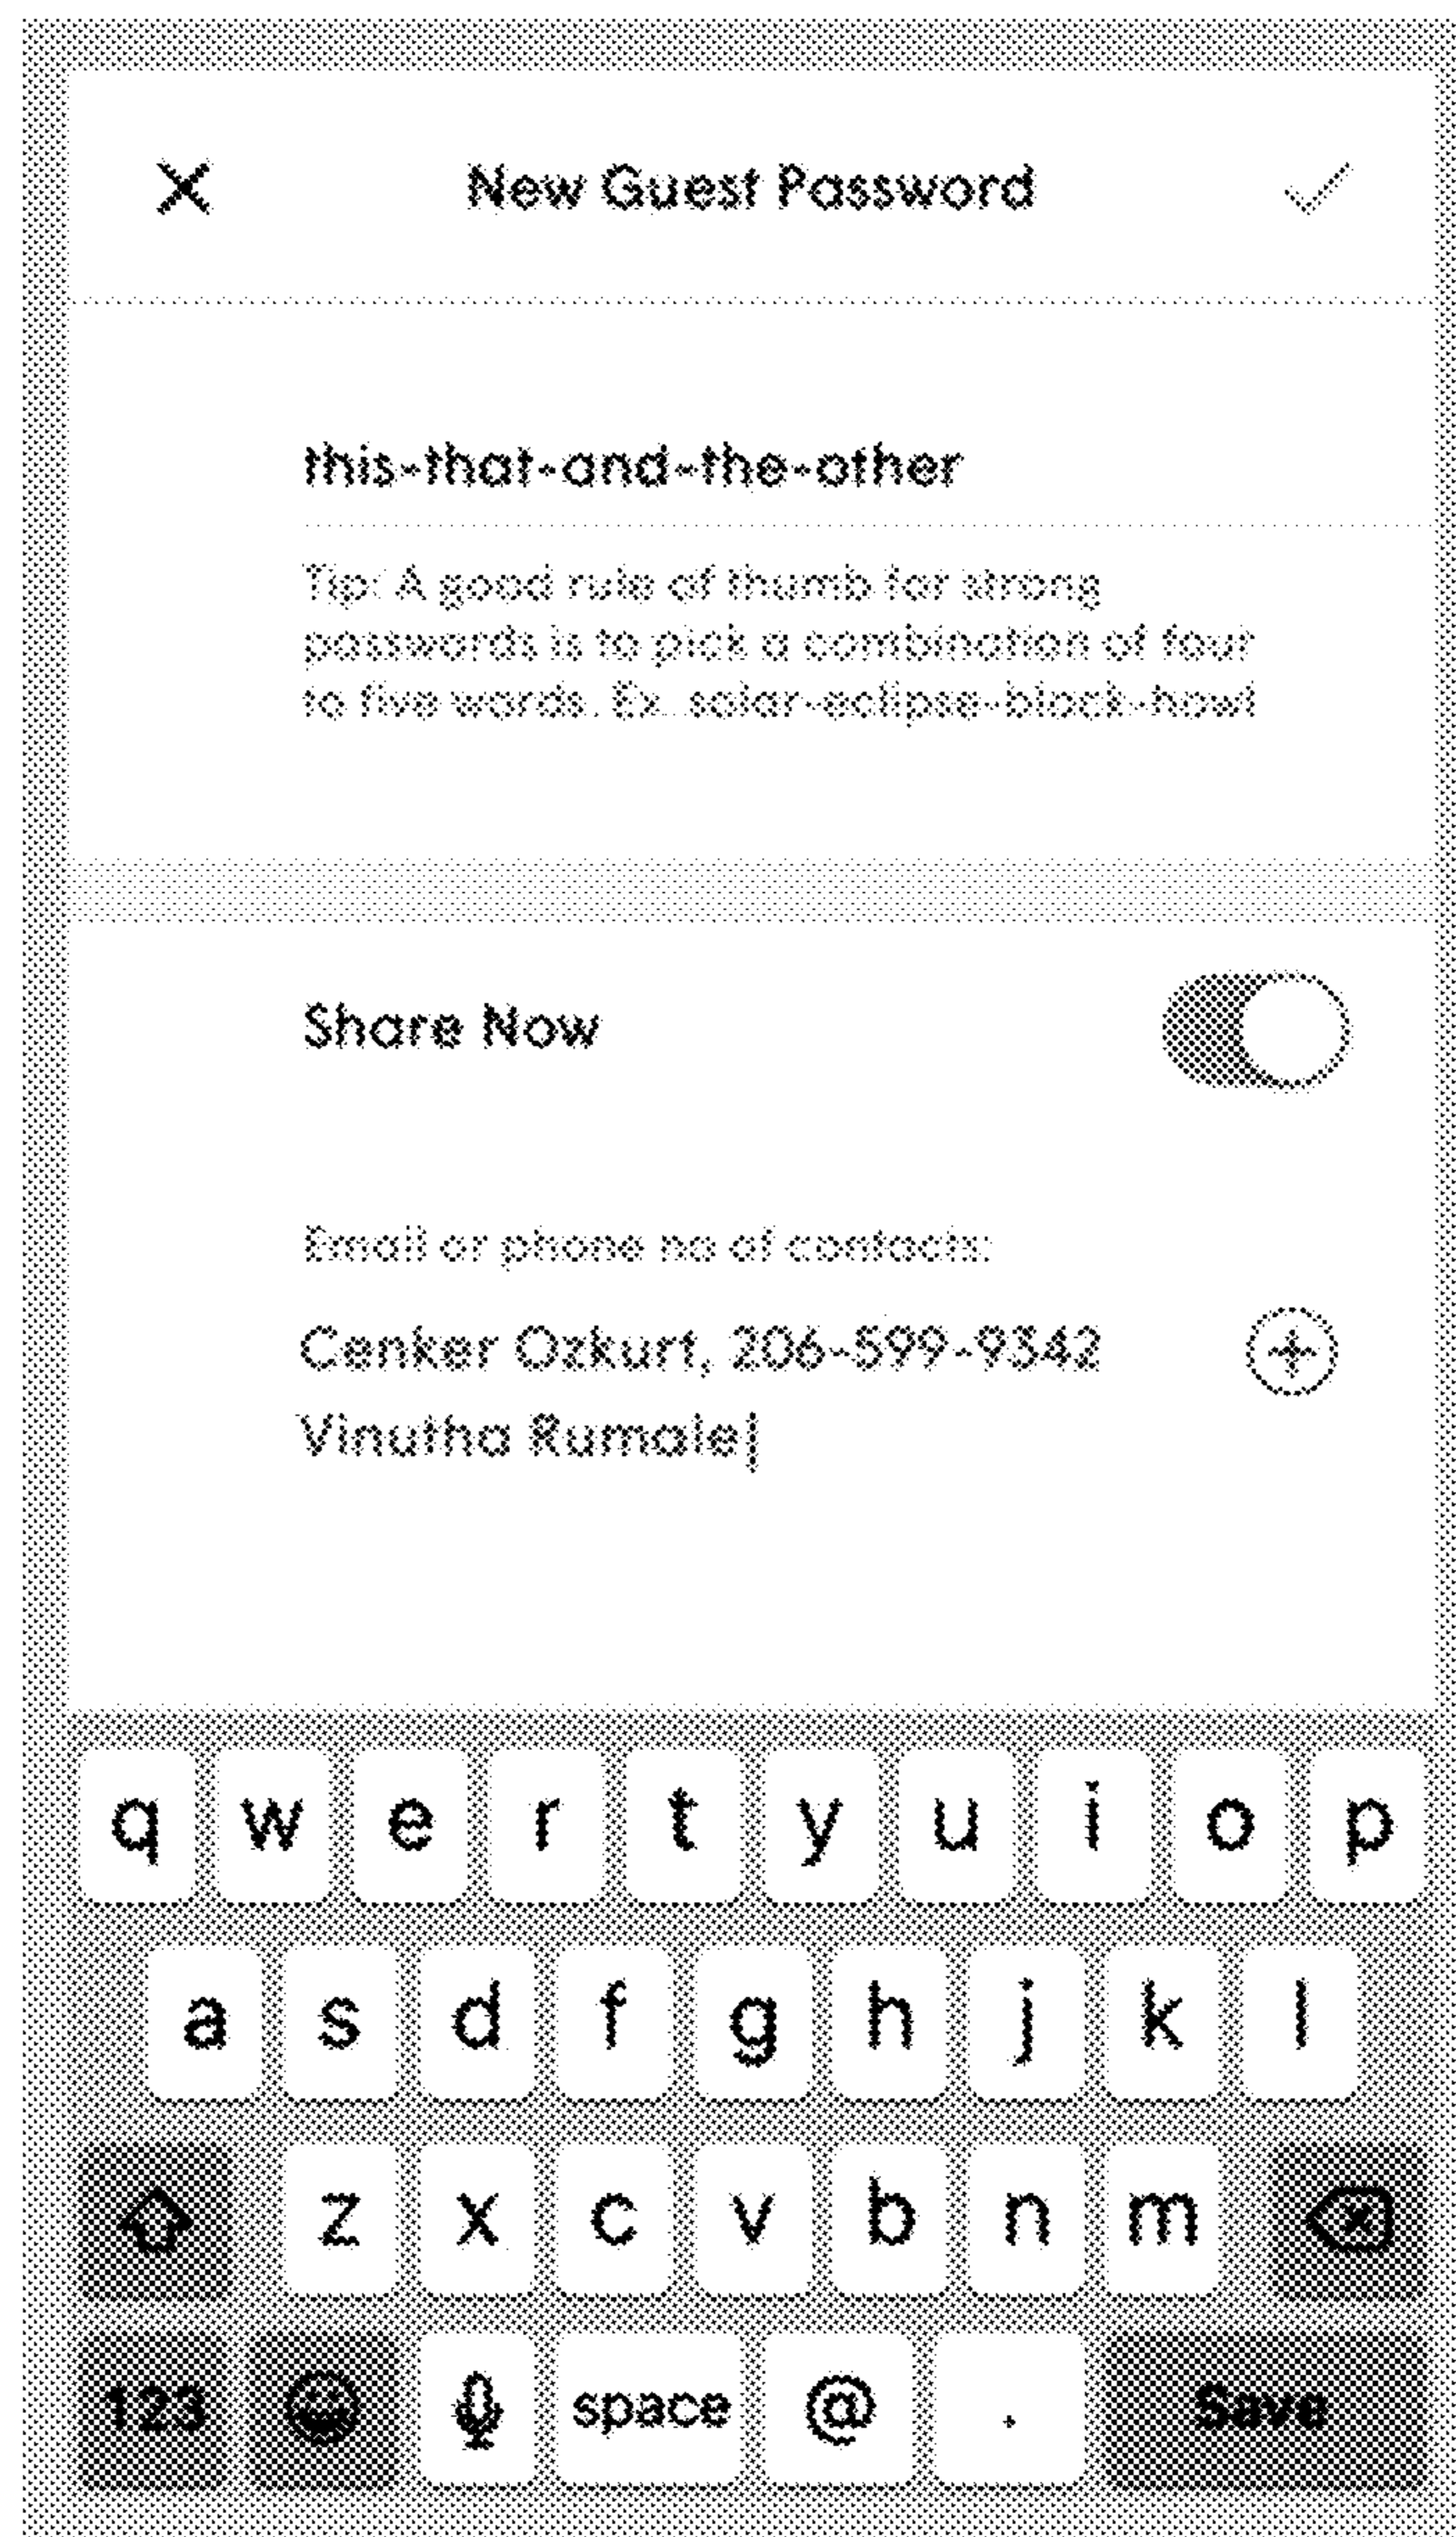 New Guest Password
this-that-and-the-other
Tip: A good rule of thumb for strong
passwords is to pick a combination of four
to five words. Ex. solar-eclipse-black-howl
Share Now
Email or phone no of contacts:
Cenker Ozkurt, 206-599-9342
Vinutha Rumale
q w e r t y u i o p
a s d f g h j k l
z x c v b n m
123 space @ . Save